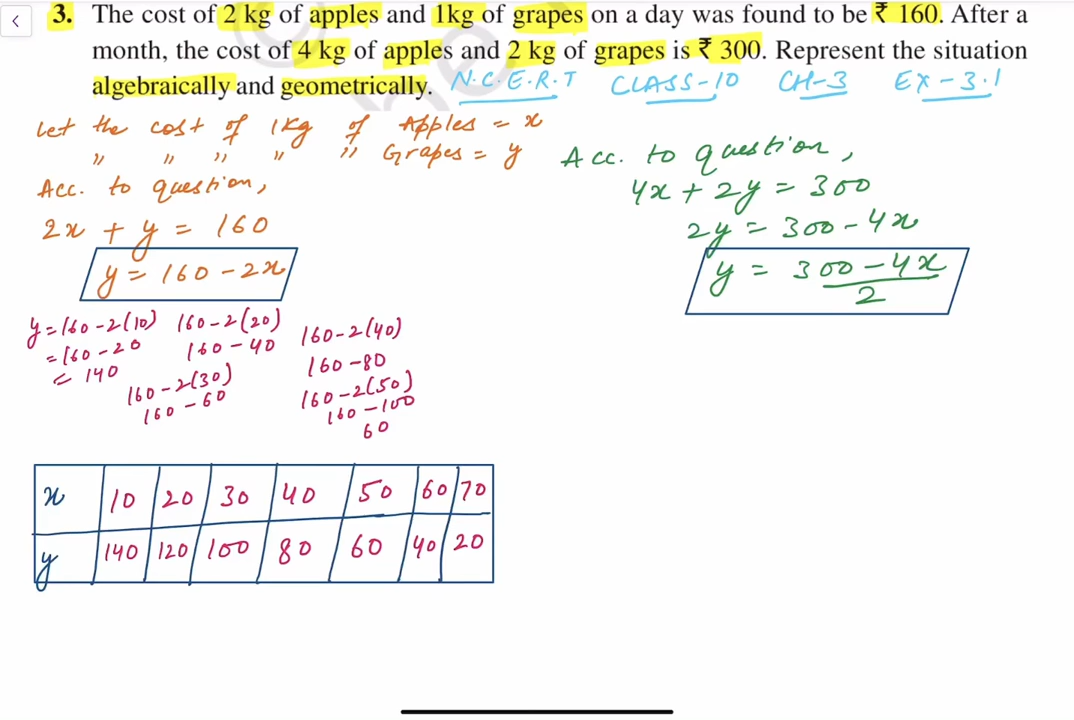 3. The cost of 2 kg of apples and 1kg of grapes on a day was found to be ₹ 160. After a
month, the cost of 4 kg of apples and 2 kg of grapes is ₹ 300. Represent the situation
algebraically and geometrically. N.C.E.R.T CLASS-10 CH-3 EX-3.1
Let the cost of 1kg of Apples = x
" " " " " Grapes = y
Acc. to question,
2x + y = 160
y = 160 - 2x
Acc. to question,
4x + 2y = 300
2y = 300 - 4x
y = 300 - 4x
2
y = 160 - 2(10)
= 160 - 20
= 140
160 - 2(20)
160 - 40
160 - 2(30)
160 - 60
160 - 2(40)
160 - 80
160 - 2(50)
160 - 100
60
x 10 20 30 40 50 60 70
y 140 120 100 80 60 40 20